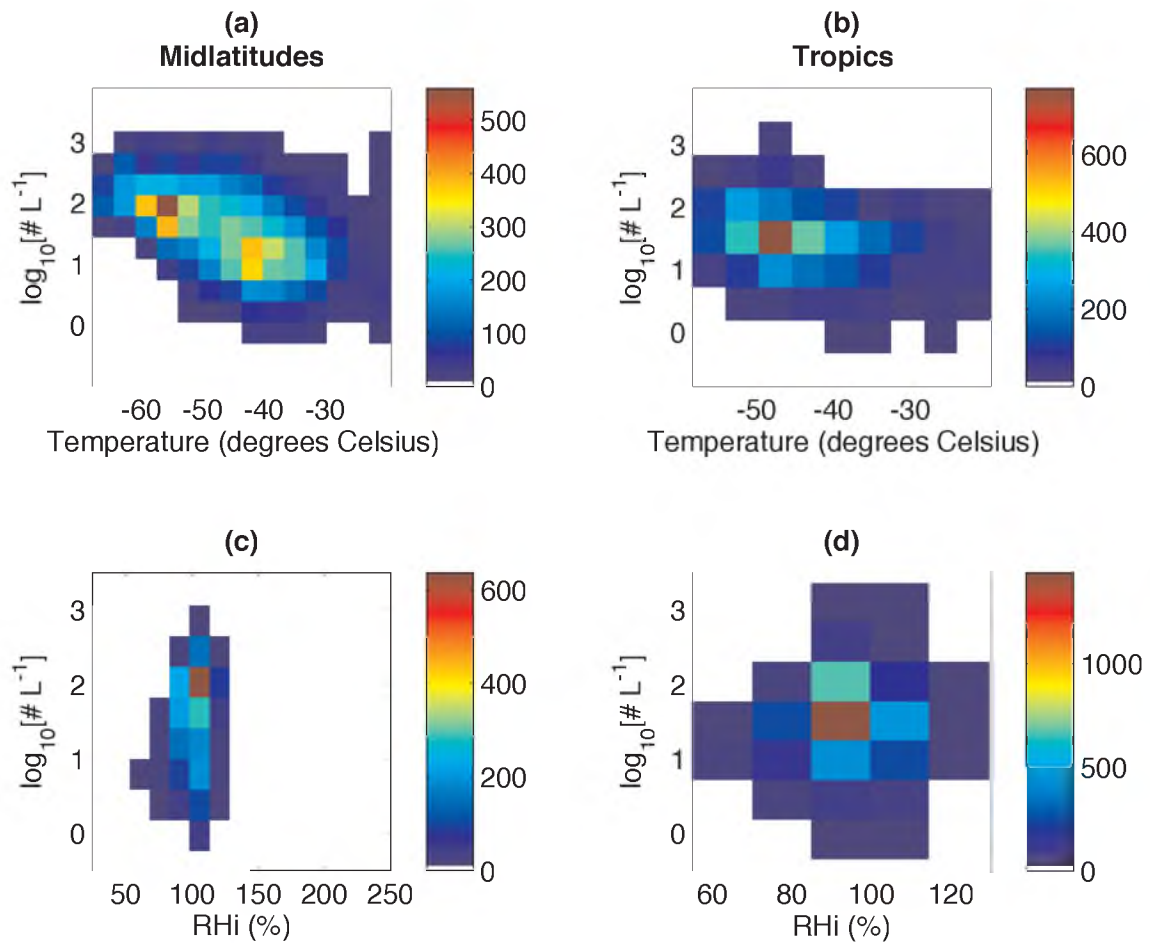 (a)
Midlatitudes
log10[# L-1]
3
2
1
0
-60 -50 -40 -30
Temperature (degrees Celsius)
500
400
300
200
100
0
(b)
Tropics
log10[# L-1]
3
2
1
0
-50 -40 -30
Temperature (degrees Celsius)
600
400
200
0
(c)
log10[# L-1]
3
2
1
0
50 100 150 200 250
RHi (%)
600
400
200
0
(d)
log10[# L-1]
3
2
1
0
60 80 100 120
RHi (%)
1000
500
0